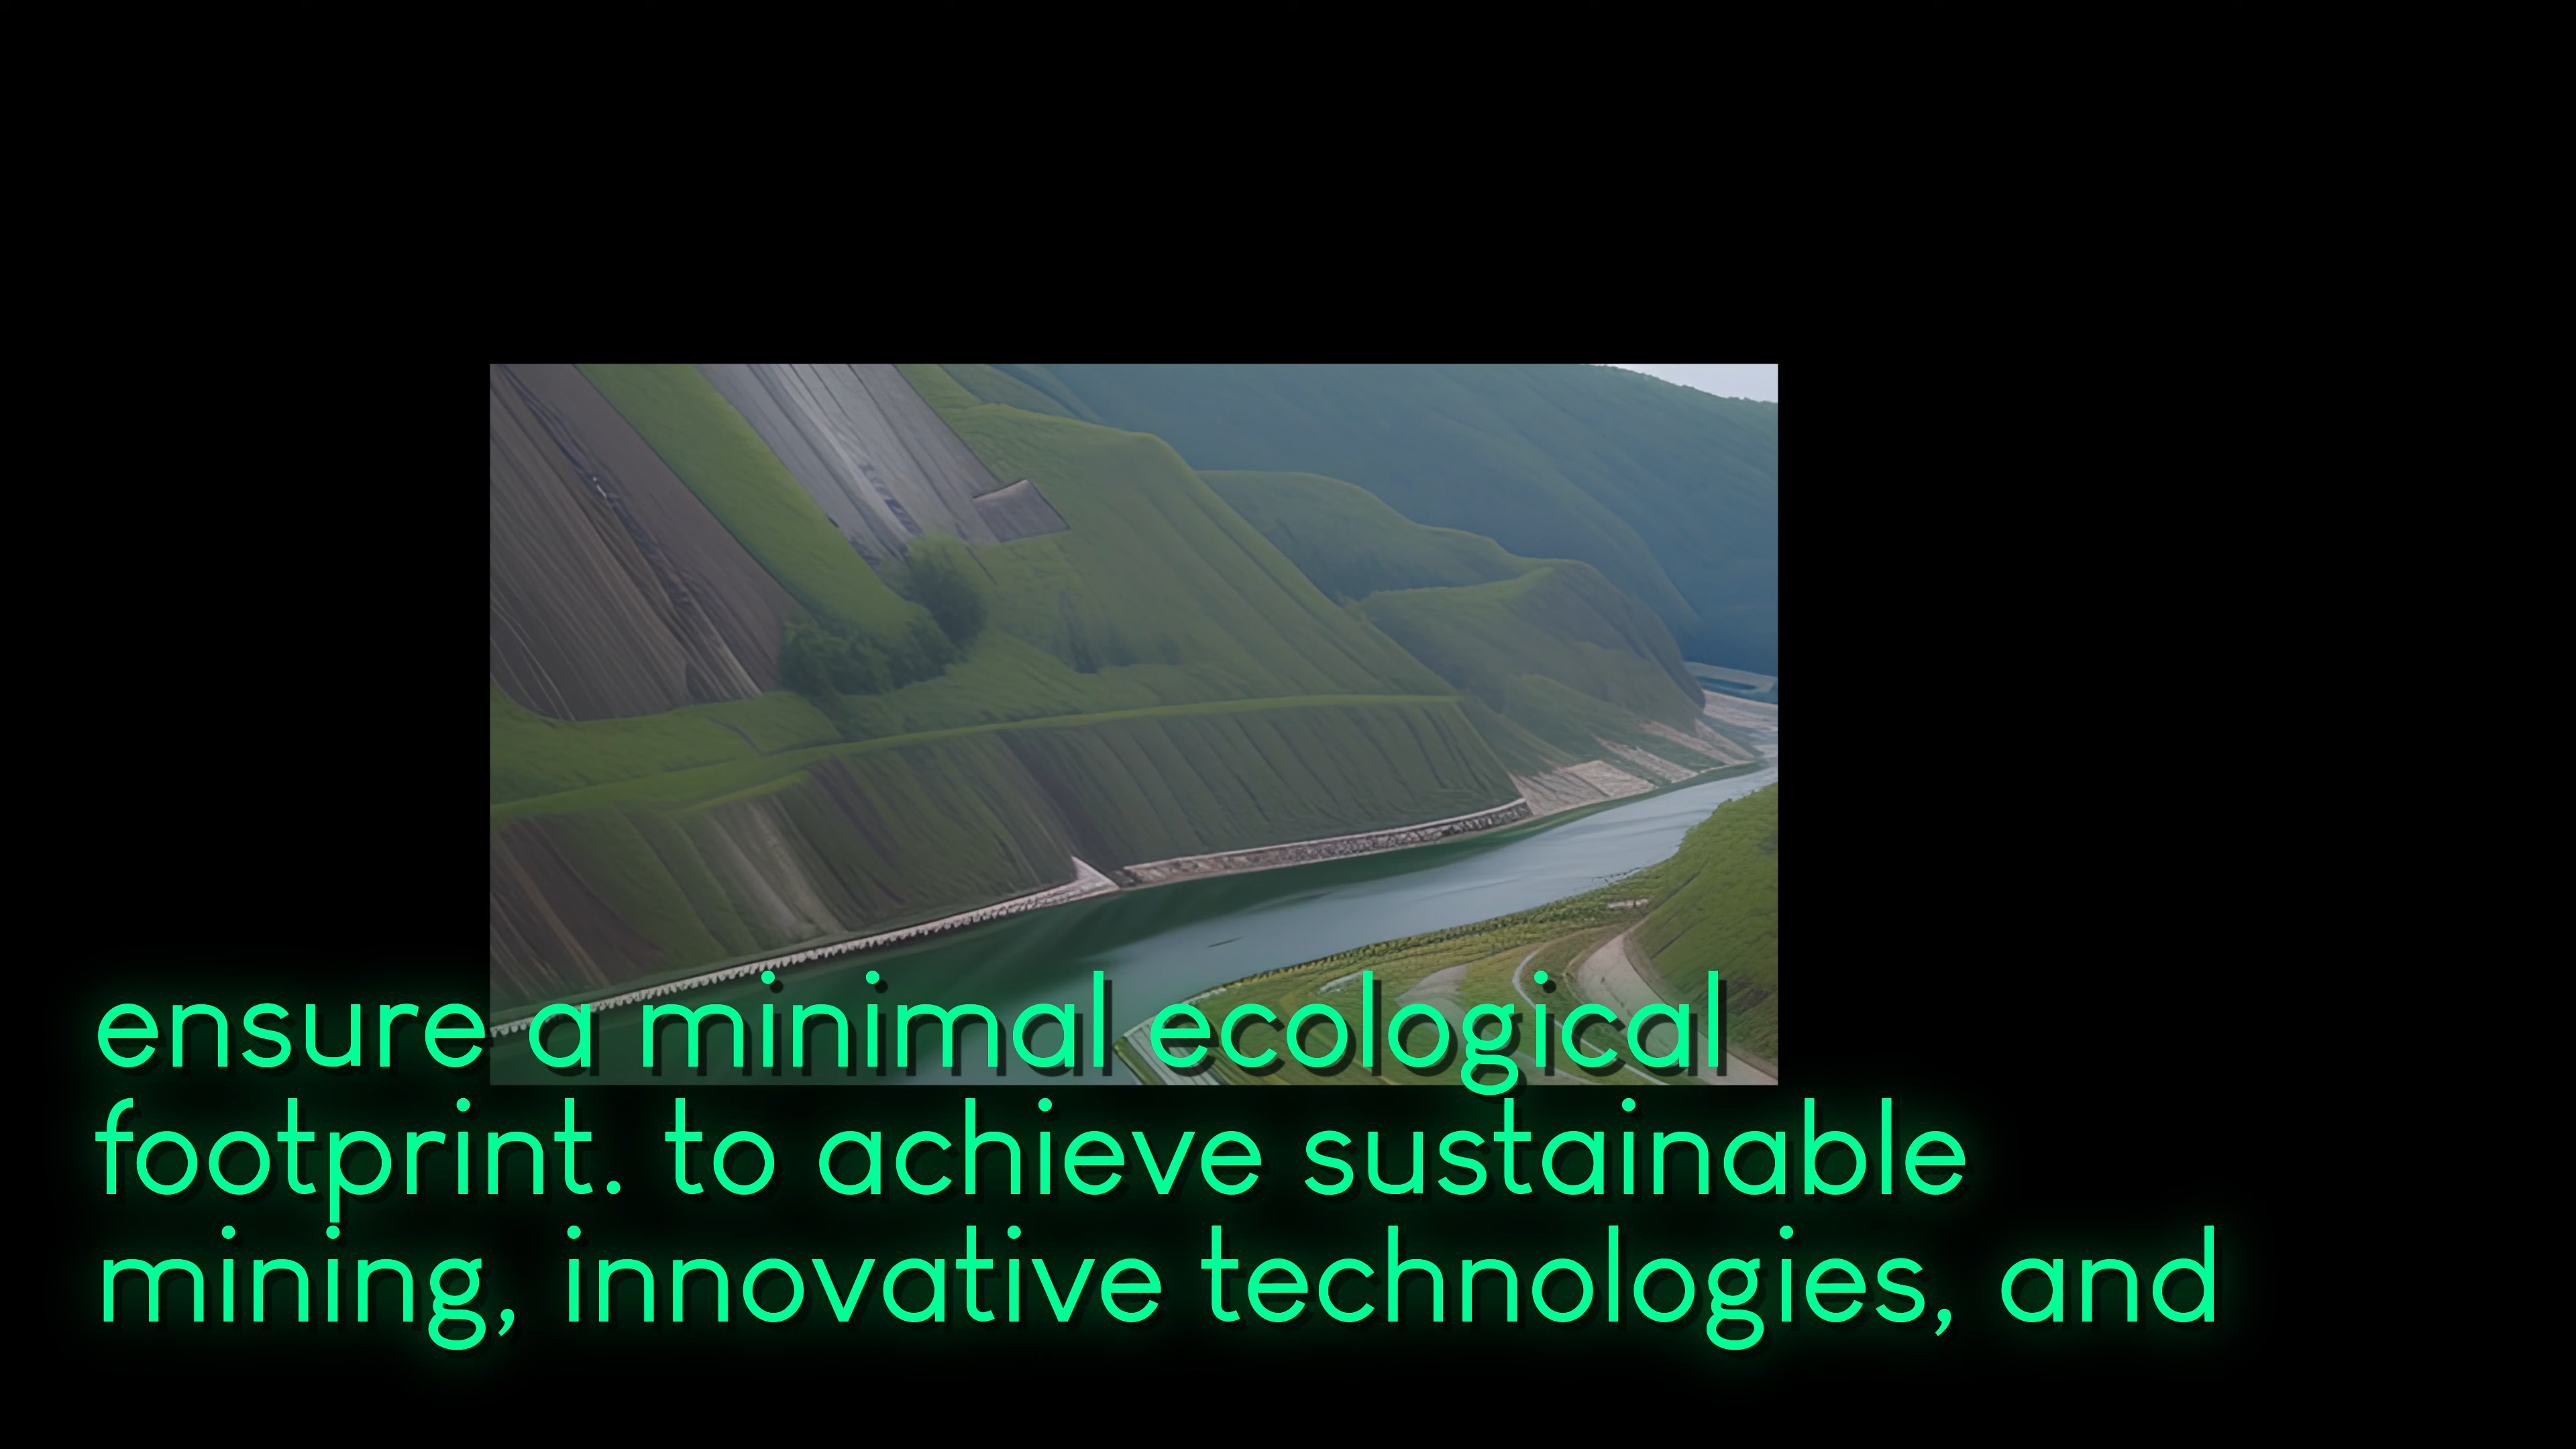 ensure a minimal ecological
footprint. to achieve sustainable
mining, innovative technologies, and